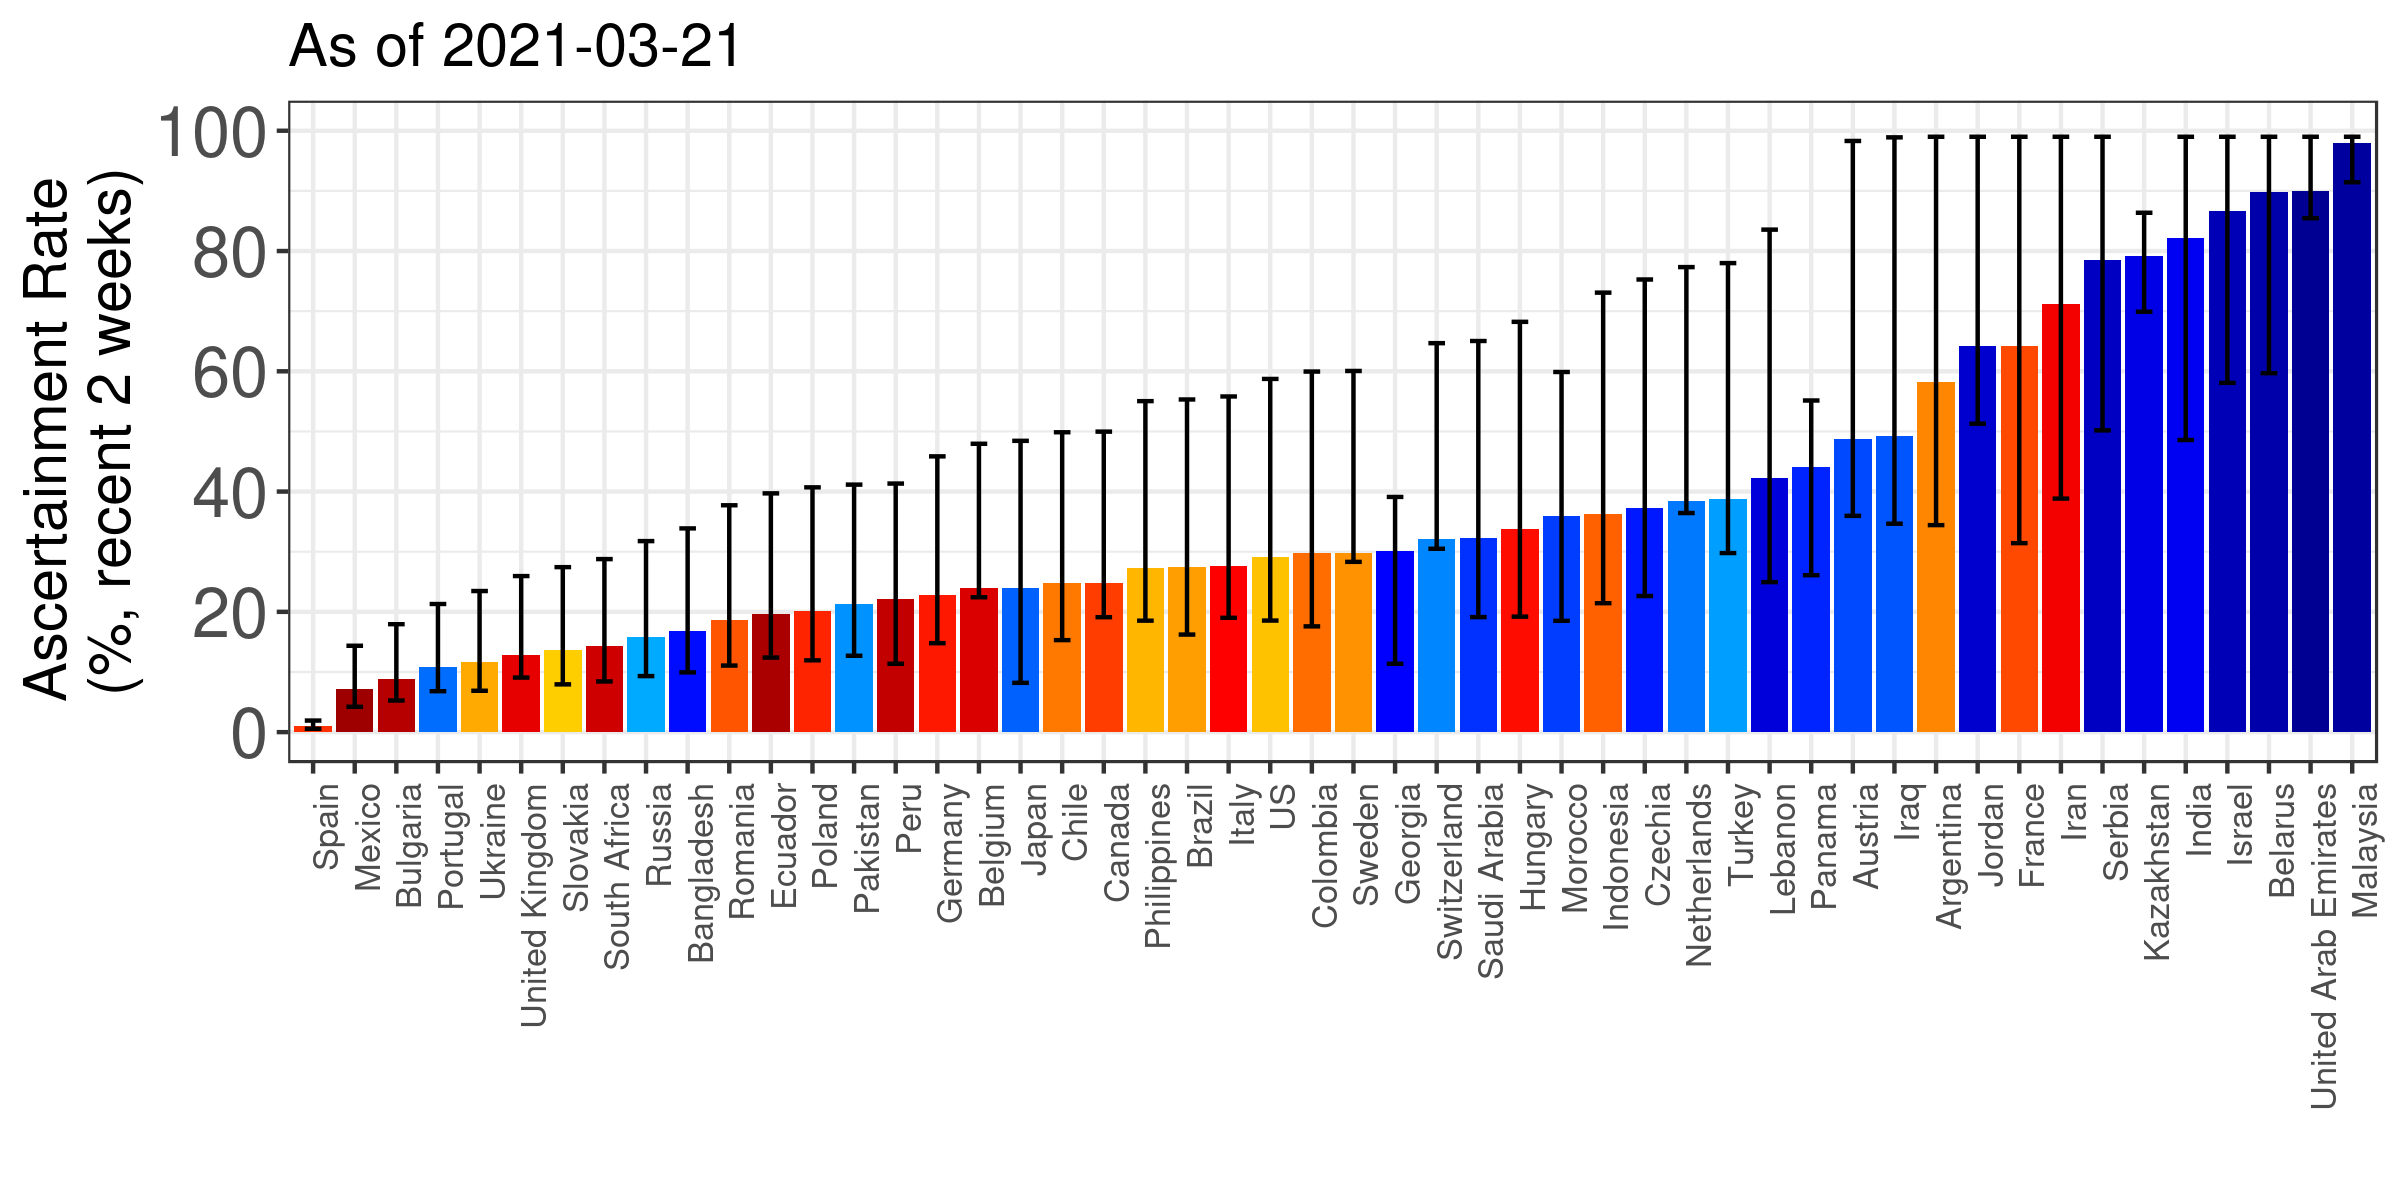 As of 2021-03-21
Ascertainment Rate
(%, recent 2 weeks)
100
80
60
40
20
0
Spain
Mexico
Bulgaria
Portugal
Ukraine
United Kingdom
Slovakia
South Africa
Russia
Bangladesh
Romania
Ecuador
Poland
Pakistan
Peru
Germany
Belgium
Japan
Chile
Canada
Philippines
Brazil
Italy
US
Colombia
Sweden
Georgia
Switzerland
Saudi Arabia
Hungary
Morocco
Indonesia
Czechia
Netherlands
Turkey
Lebanon
Panama
Austria
Iraq
Argentina
Jordan
France
Iran
Serbia
Kazakhstan
India
Israel
Belarus
United Arab Emirates
Malaysia